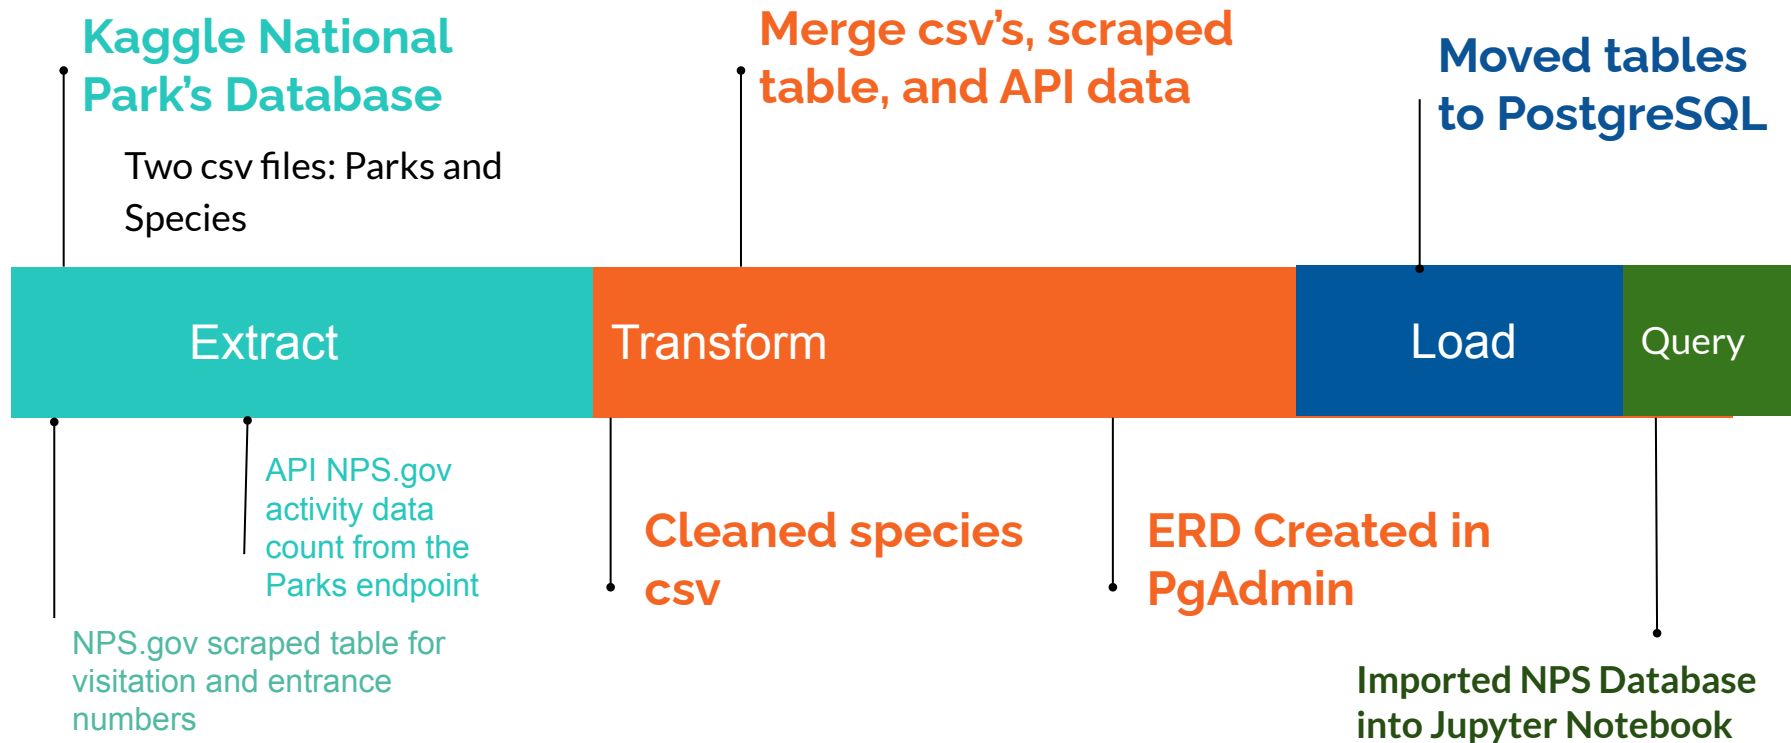 Kaggle National
Park’s Database
Two csv files: Parks and
Species
Merge csv’s, scraped
table, and API data
Moved tables
to PostgreSQL
Extract
Transform
Load
Query
API NPS.gov
activity data
count from the
Parks endpoint
NPS.gov scraped table for
visitation and entrance
numbers
Cleaned species
csv
ERD Created in
PgAdmin
Imported NPS Database
into Jupyter Notebook